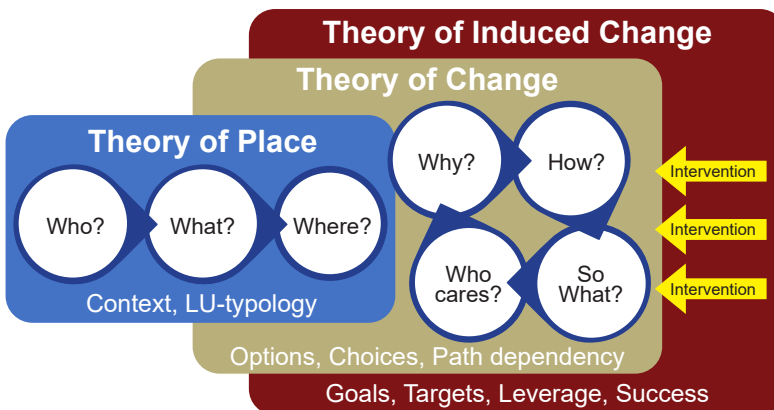 Theory of Induced Change
Theory of Change
Theory of Place
Who?
What?
Where?
Why?
How?
Who
cares?
So
What?
Intervention
Intervention
Intervention
Context, LU-typology
Options, Choices, Path dependency
Goals, Targets, Leverage, Success